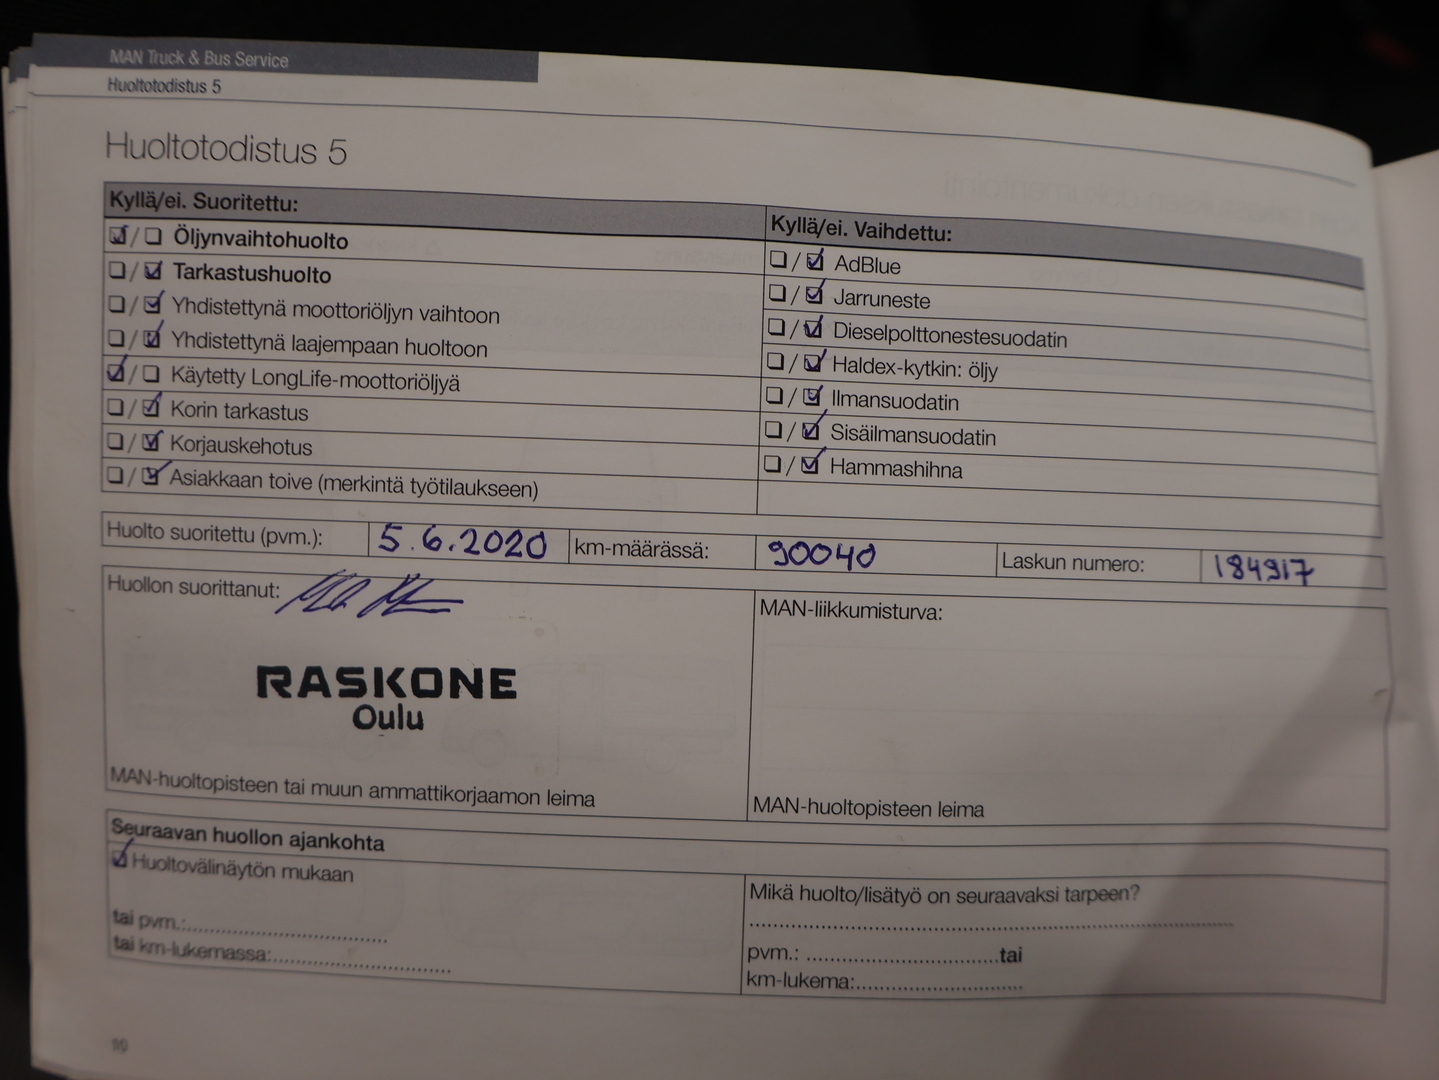 MAN Truck & Bus Service
Huoltotodistus 5
Huoltotodistus 5
Kyllä/ei. Suoritettu:
☑/☐ Öljynvaihtohuolto
☐/☑ Tarkastushuolto
☐/☑ Yhdistettynä moottoriöljyn vaihtoon
☐/☑ Yhdistettynä laajempaan huoltoon
☑/☐ Käytetty LongLife-moottoriöljyä
☐/☑ Korin tarkastus
☐/☑ Korjauskehotus
☐/☑ Asiakkaan toive (merkintä työtilaukseen)
Kyllä/ei. Vaihdettu:
☐/☑ AdBlue
☐/☑ Jarruneste
☐/☑ Dieselpolttonestesuodatin
☐/☑ Haldex-kytkin: öljy
☐/☑ Ilmansuodatin
☐/☑ Sisäilmansuodatin
☐/☑ Hammashihna
Huolto suoritettu (pvm.): 5.6.2020 km-määrässä: 90040 Laskun numero: 184917
Huollon suorittanut:
RASKONE
Oulu
MAN-huoltopisteen tai muun ammattikorjaamon leima
MAN-liikkumisturva:
MAN-huoltopisteen leima
Seuraavan huollon ajankohta
☑ Huoltovälinäytön mukaan
tai pvm.:........................................
tai km-lukemassa:...................................
Mikä huolto/lisätyö on seuraavaksi tarpeen?
................................................................................
pvm.: ................................tai
km-lukema:............................